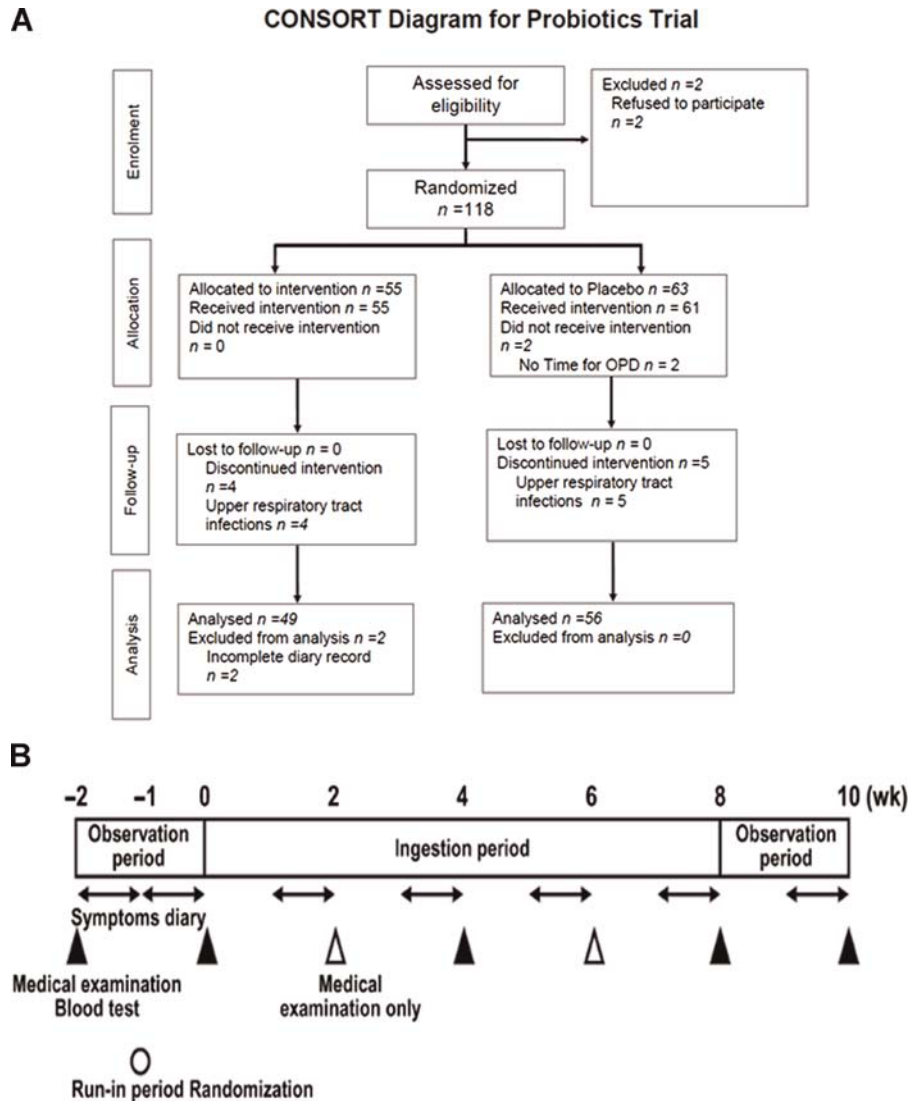 A
CONSORT Diagram for Probiotics Trial
Enrolment
Assessed for
eligibility
Excluded n =2
Refused to participate
n =2
Randomized
n =118
Allocation
Allocated to intervention n =55
Received intervention n = 55
Did not receive intervention
n = 0
Allocated to Placebo n =63
Received intervention n = 61
Did not receive intervention
n =2
No Time for OPD n = 2
Follow-up
Lost to follow-up n = 0
Discontinued intervention
n =4
Upper respiratory tract
infections n =4
Lost to follow-up n = 0
Discontinued intervention n =5
Upper respiratory tract
infections n = 5
Analysis
Analysed n =49
Excluded from analysis n =2
Incomplete diary record
n =2
Analysed n =56
Excluded from analysis n =0
B
−2 −1 0 2 4 6 8 10 (wk)
Observation
period
Ingestion period
Observation
period
Symptoms diary
Medical examination
Blood test
Medical
examination only
Run-in period Randomization